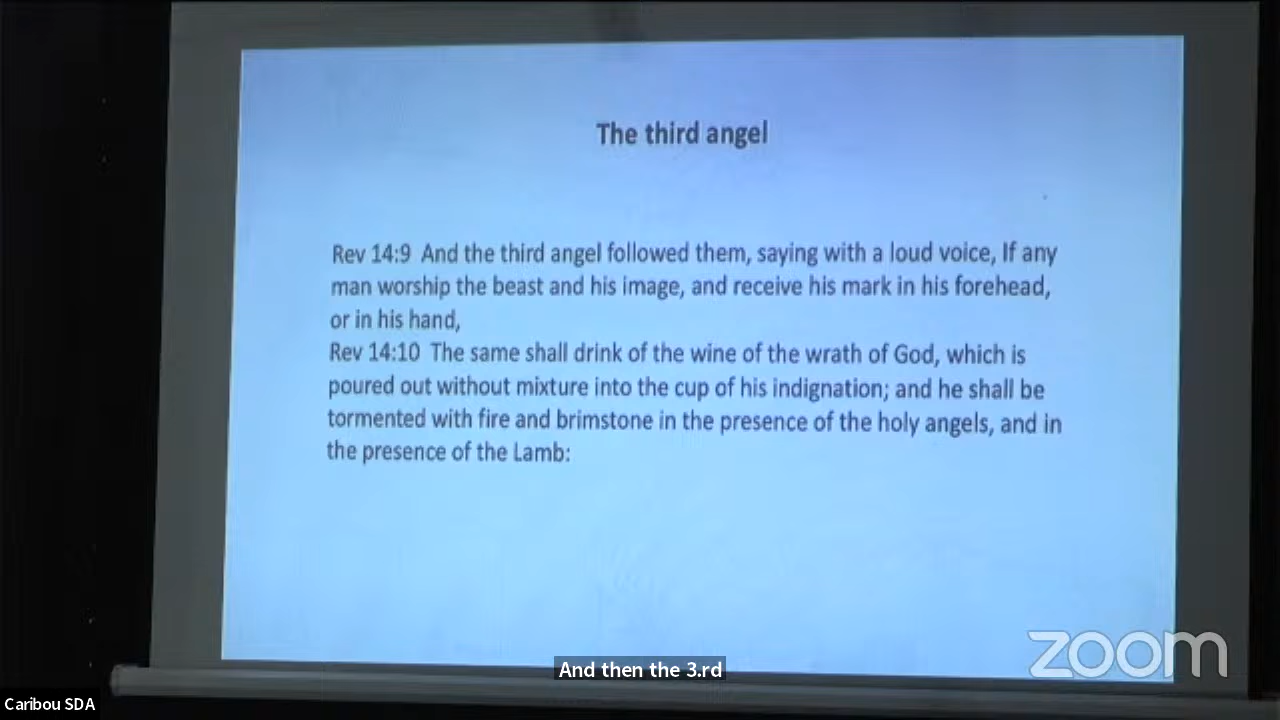 The third angel
Rev 14:9 And the third angel followed them, saying with a loud voice, If any
man worship the beast and his image, and receive his mark in his forehead,
or in his hand,
Rev 14:10 The same shall drink of the wine of the wrath of God, which is
poured out without mixture into the cup of his indignation; and he shall be
tormented with fire and brimstone in the presence of the holy angels, and in
the presence of the Lamb:
zoom
And then the 3.rd
Caribou SDA